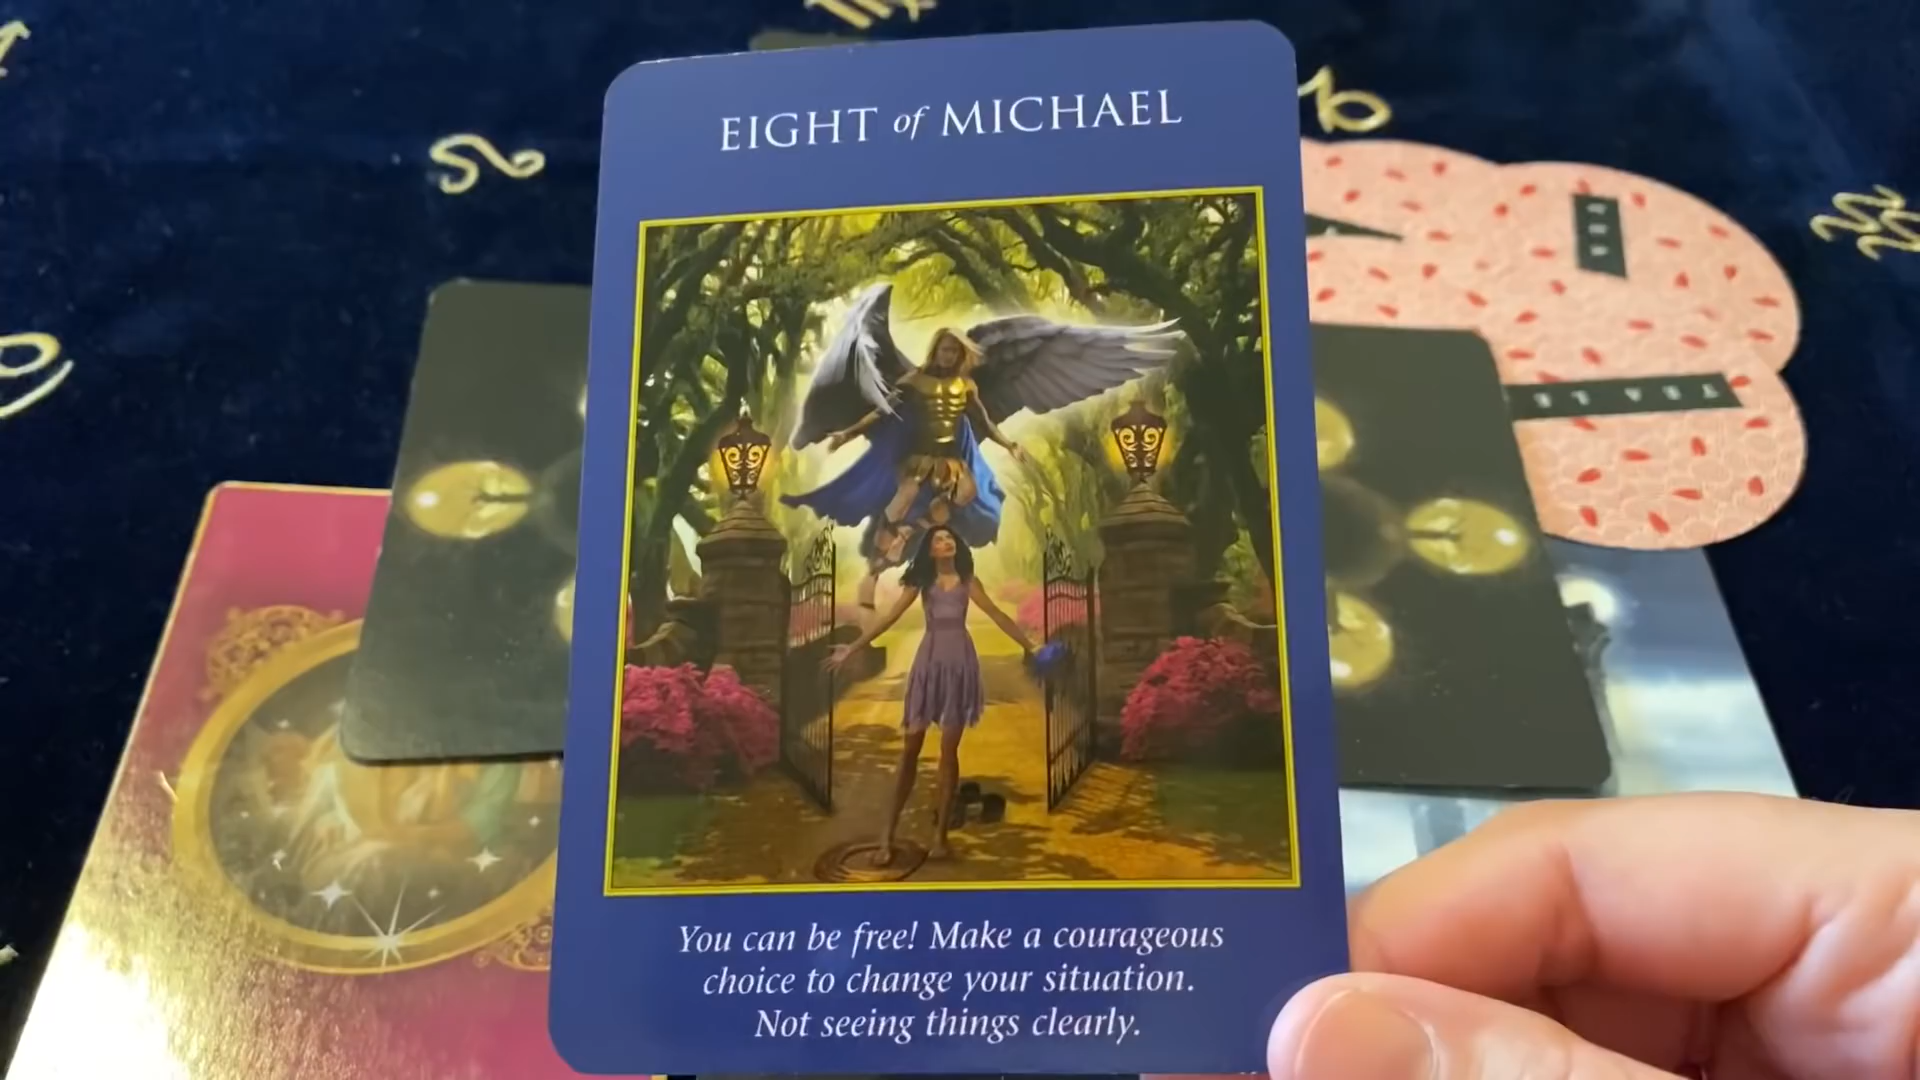 EIGHT of MICHAEL
You can be free! Make a courageous
choice to change your situation.
Not seeing things clearly.